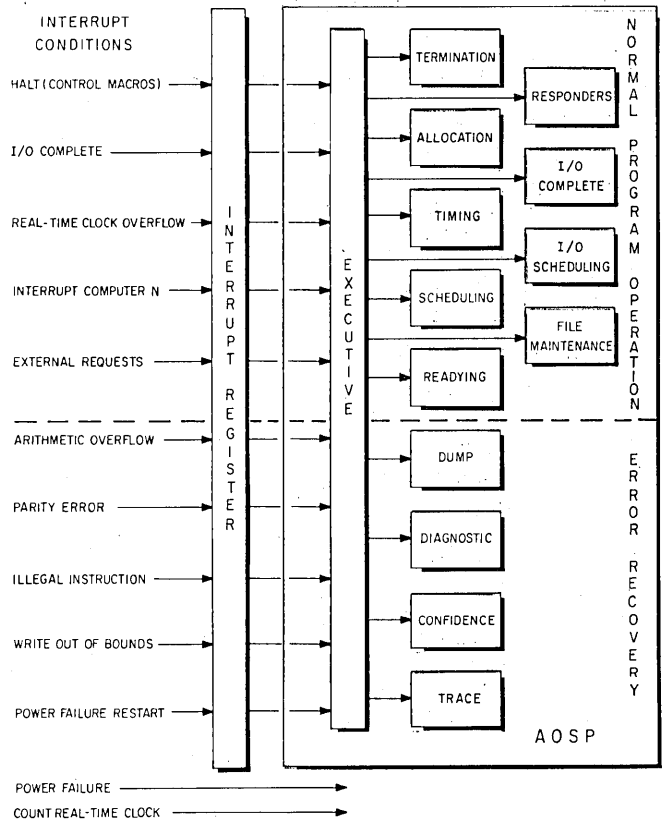 INTERRUPT
CONDITIONS
HALT (CONTROL MACROS)
I/O COMPLETE
REAL-TIME CLOCK OVERFLOW
INTERRUPT COMPUTER N
EXTERNAL REQUESTS
ARITHMETIC OVERFLOW
PARITY ERROR
ILLEGAL INSTRUCTION
WRITE OUT OF BOUNDS
POWER FAILURE RESTART
POWER FAILURE
COUNT REAL-TIME CLOCK
INTERRUPT REGISTER
EXECUTIVE
TERMINATION
RESPONDERS
ALLOCATION
I/O
COMPLETE
TIMING
I/O
SCHEDULING
SCHEDULING
FILE
MAINTENANCE
READYING
DUMP
DIAGNOSTIC
CONFIDENCE
TRACE
NORMAL PROGRAM OPERATION
ERROR RECOVERY
AOSP